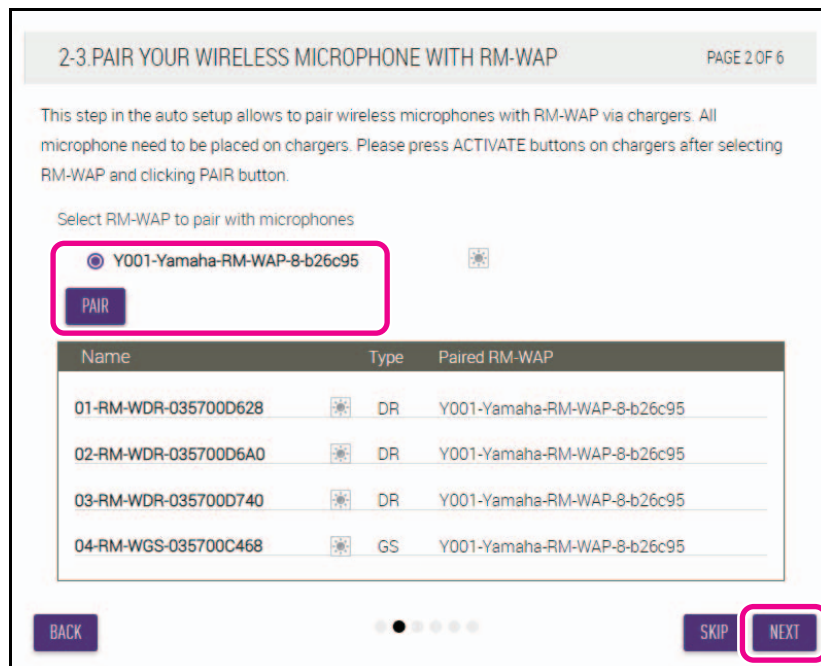 2-3.PAIR YOUR WIRELESS MICROPHONE WITH RM-WAP PAGE 2 OF 6
This step in the auto setup allows to pair wireless microphones with RM-WAP via chargers. All
microphone need to be placed on chargers. Please press ACTIVATE buttons on chargers after selecting
RM-WAP and clicking PAIR button.
Select RM-WAP to pair with microphones
Y001-Yamaha-RM-WAP-8-b26c95
PAIR
Name Type Paired RM-WAP
01-RM-WDR-035700D628 DR Y001-Yamaha-RM-WAP-8-b26c95
02-RM-WDR-035700D6A0 DR Y001-Yamaha-RM-WAP-8-b26c95
03-RM-WDR-035700D740 DR Y001-Yamaha-RM-WAP-8-b26c95
04-RM-WGS-035700C468 GS Y001-Yamaha-RM-WAP-8-b26c95
BACK SKIP NEXT